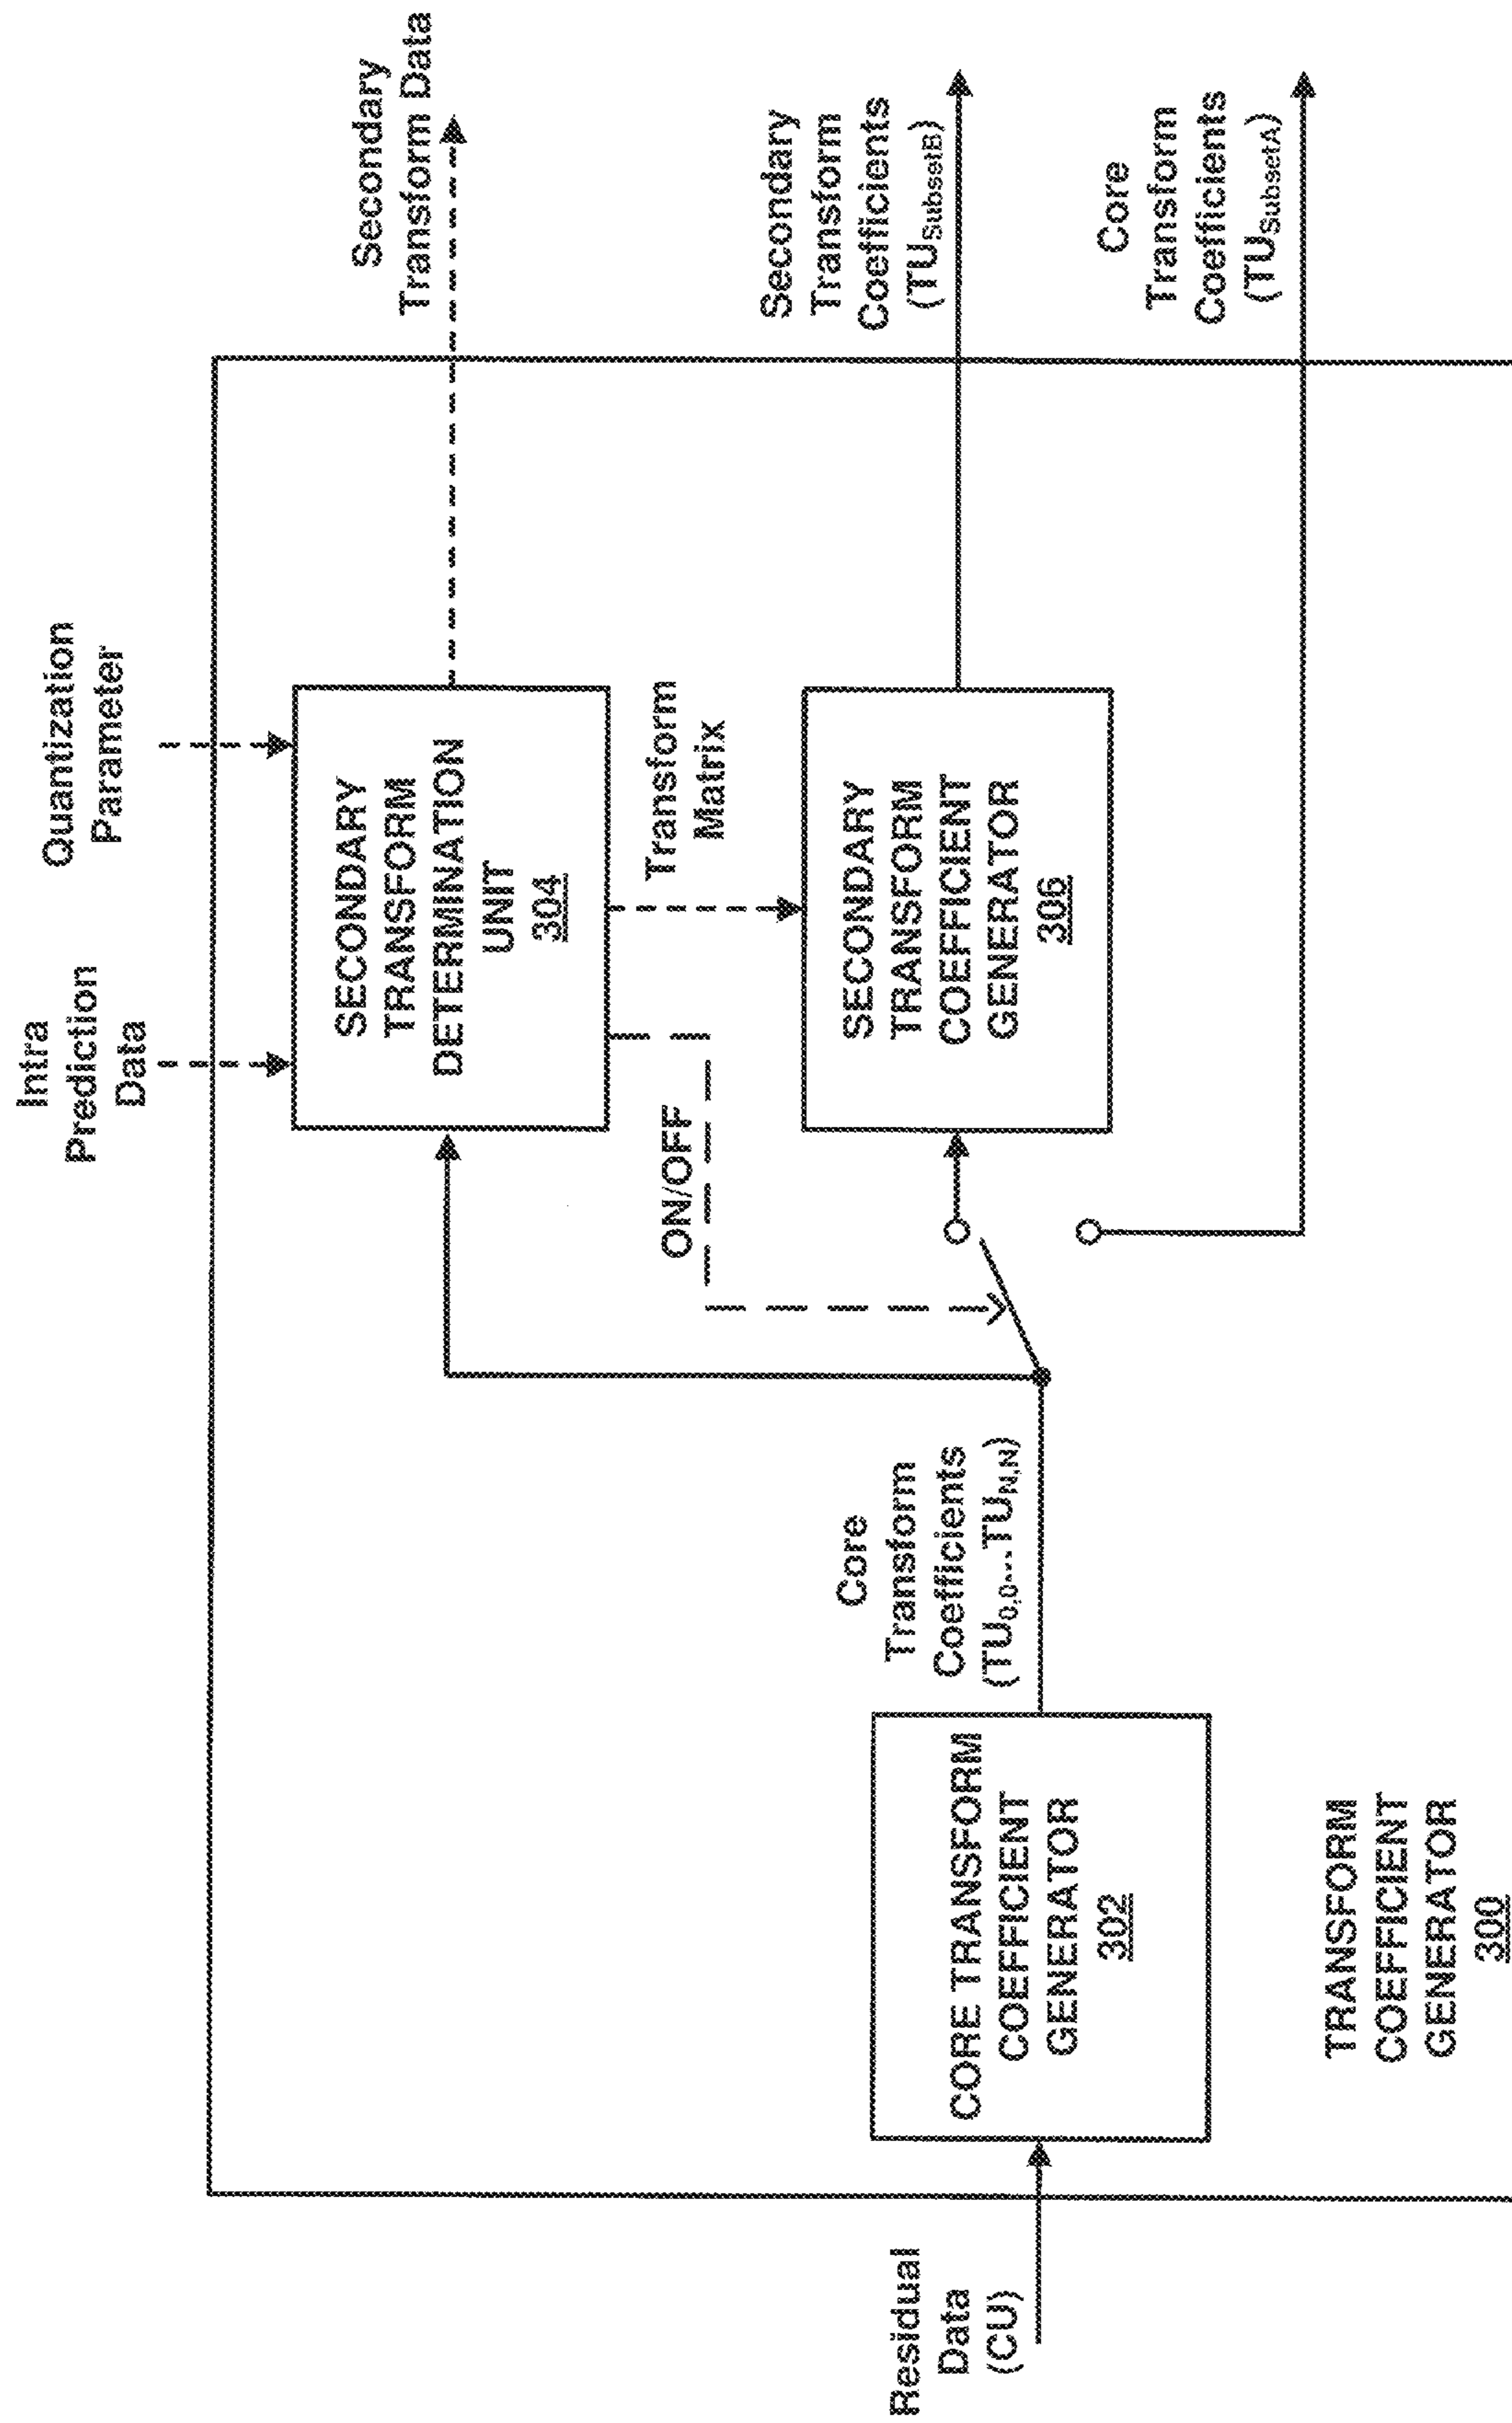 Intra
Prediction
Data
Quantization
Parameter
Secondary
Transform Data
SECONDARY
TRANSFORM
DETERMINATION
UNIT
304
ON/OFF
Transform
Matrix
Secondary
Transform
Coefficients
(TUSubsetB)
SECONDARY
TRANSFORM
COEFFICIENT
GENERATOR
306
Core
Transform
Coefficients
(TU0,0...TUN,N)
Core
Transform
Coefficients
(TUSubsetA)
Residual
Data
(CU)
CORE TRANSFORM
COEFFICIENT
GENERATOR
302
TRANSFORM
COEFFICIENT
GENERATOR
300